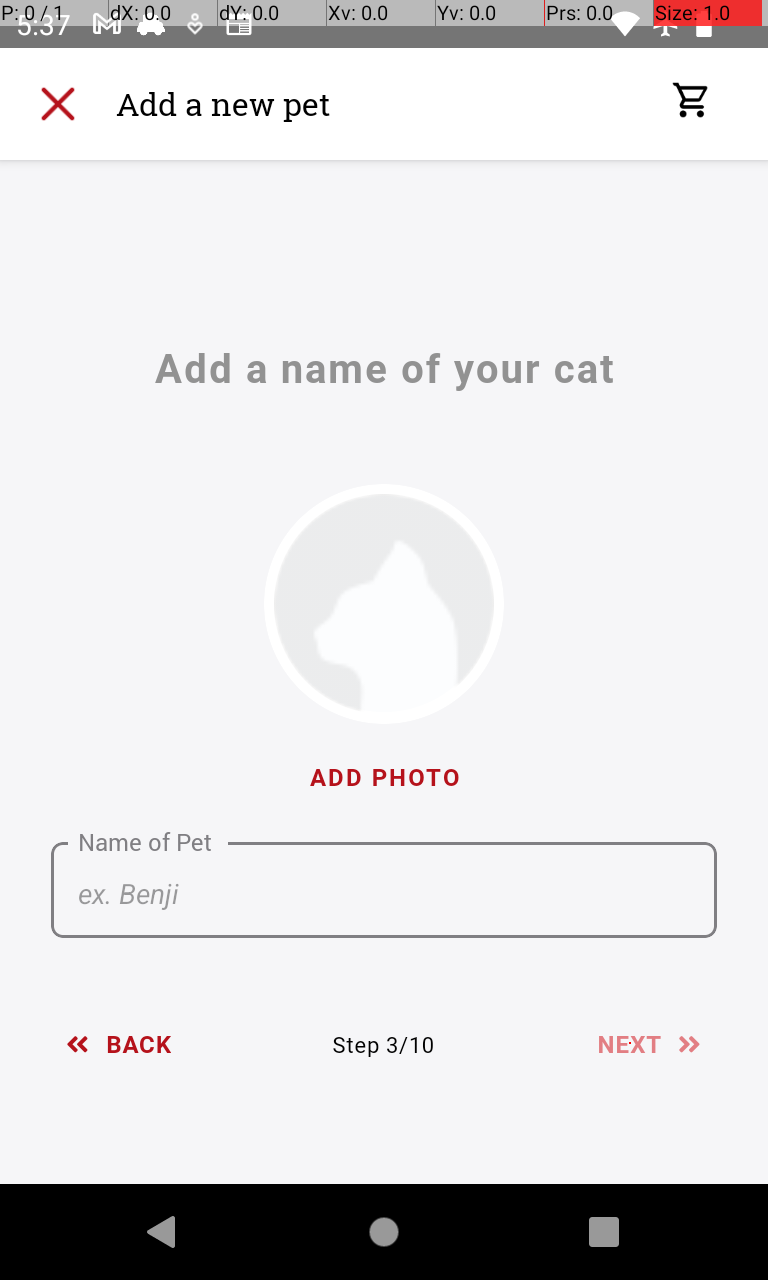 P: 0 / 1 dX: 0.0 dY: 0.0 Xv: 0.0 Yv: 0.0 Prs: 0.0 Size: 1.0
5:37
Add a new pet
Add a name of your cat
ADD PHOTO
Name of Pet
ex. Benji
BACK Step 3/10 NEXT